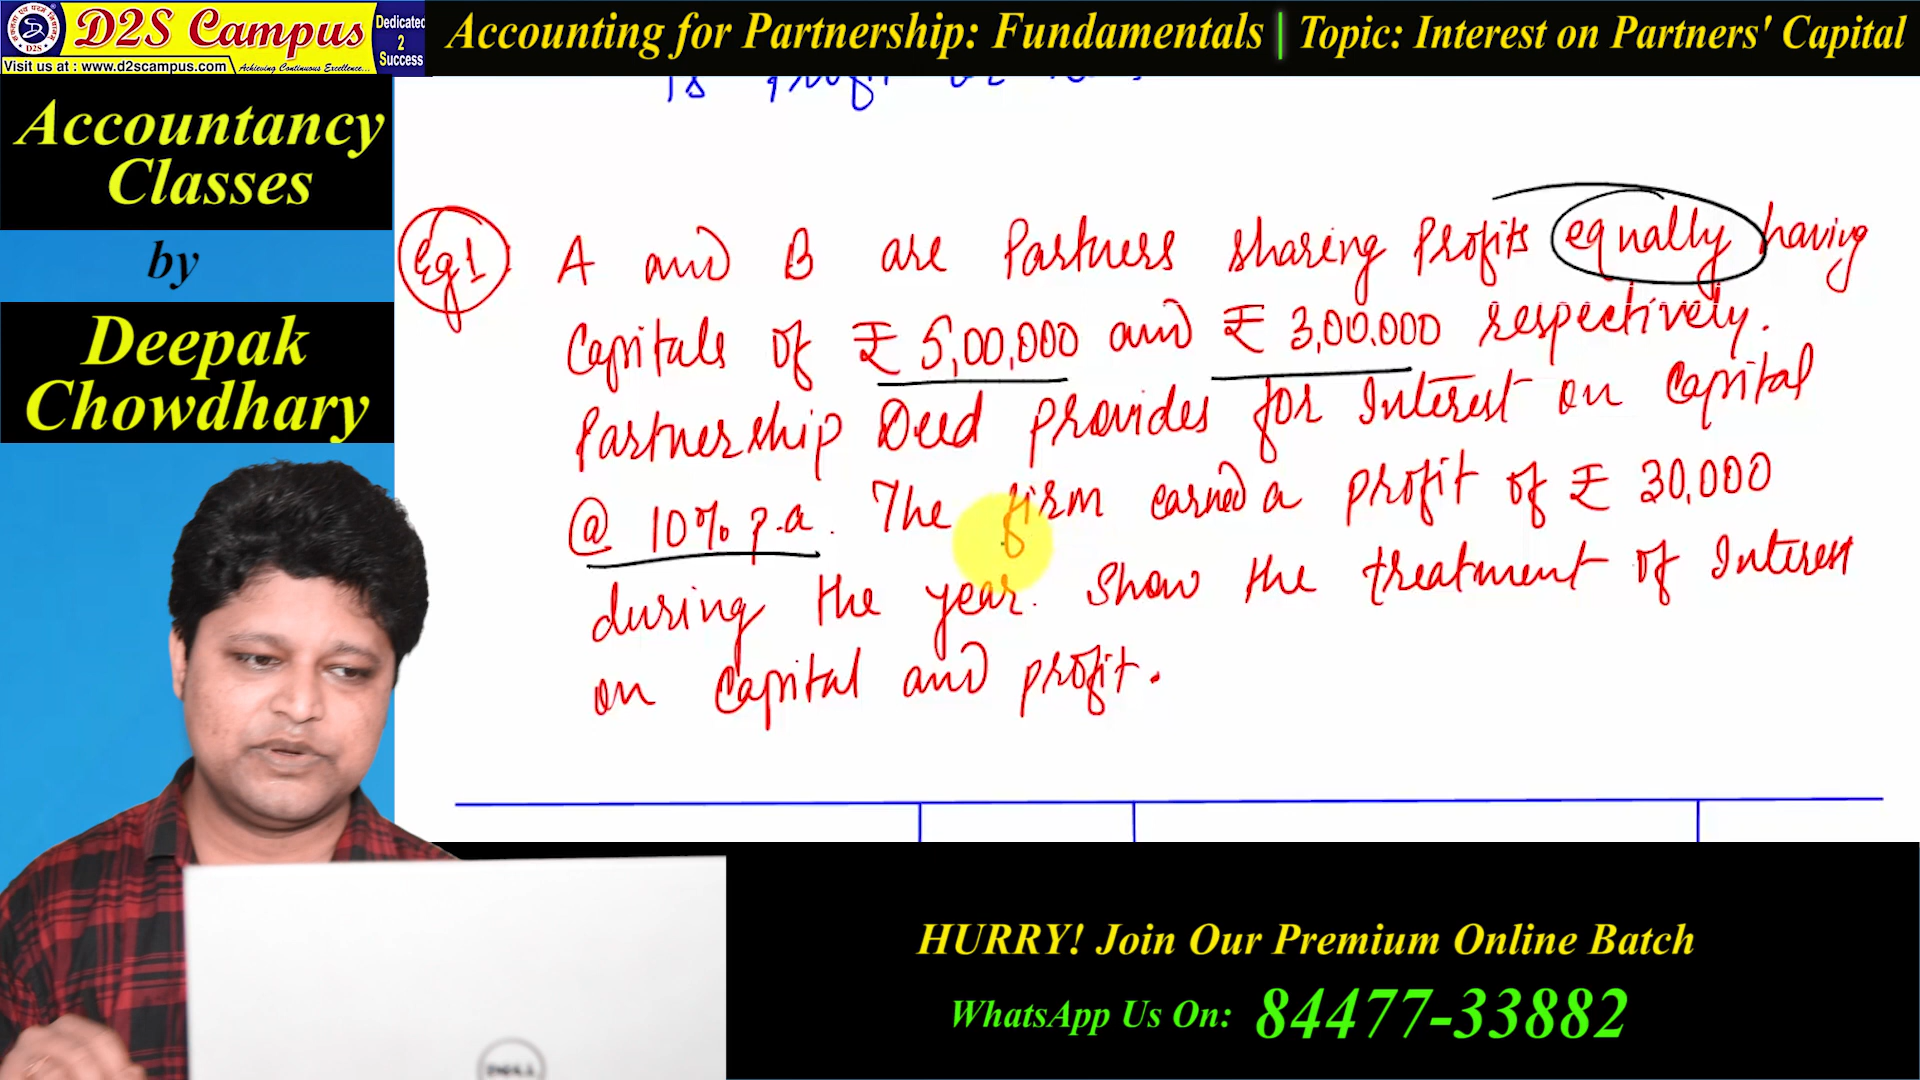 D2S Campus
Dedicated
2
Success
Visit us at : www.d2scampus.com
Achieving Continuous Excellence...
D2S
Accounting for Partnership: Fundamentals | Topic: Interest on Partners' Capital
Accountancy
Classes
by
Deepak
Chowdhary
Eg 1
A and B are Partners sharing Profits equally having
Capitals of ₹ 5,00,000 and ₹ 3,00,000 respectively.
Partnership Deed provides for Interest on Capital
@ 10% p.a. The firm earned a profit of ₹ 30,000
during the year. Show the treatment of Interest
on Capital and profit.
DELL
HURRY! Join Our Premium Online Batch
WhatsApp Us On: 84477-33882